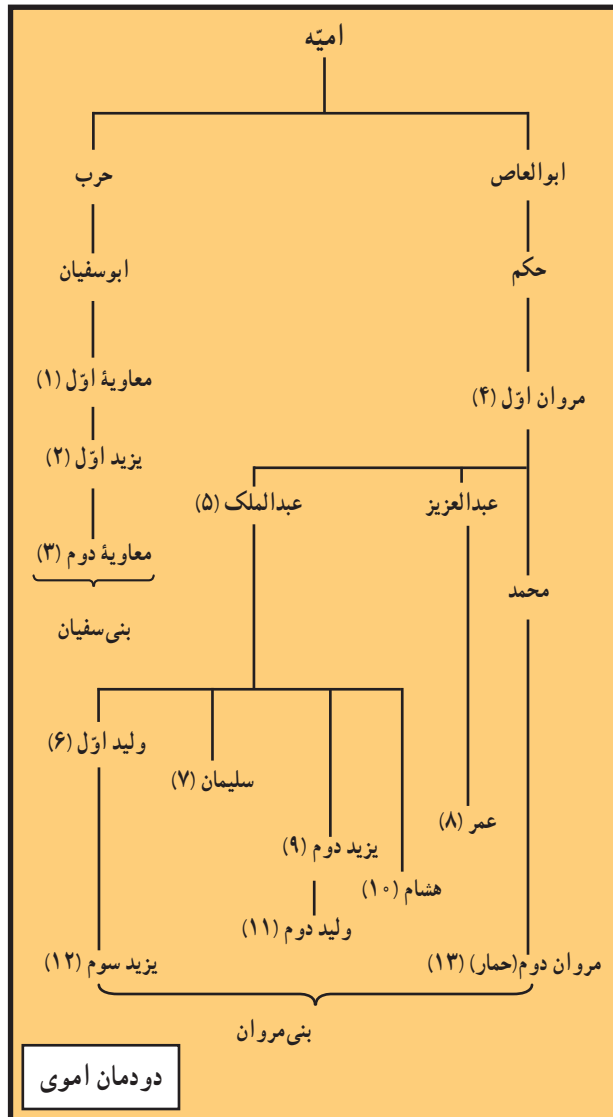 امیّه
ابوالعاص
حرب
حکم
ابوسفیان
مروان اوّل (۴)
معاویهٔ اوّل (۱)
یزید اوّل (۲)
عبدالعزیز
عبدالملک (۵)
معاویهٔ دوم (۳)
محمد
بنی‌سفیان
ولید اوّل (۶)
سلیمان (۷)
عمر (۸)
یزید دوم (۹)
هشام (۱۰)
ولید دوم (۱۱)
مروان دوم(حمار) (۱۳)
یزید سوم (۱۲)
بنی‌مروان
دودمان اموی